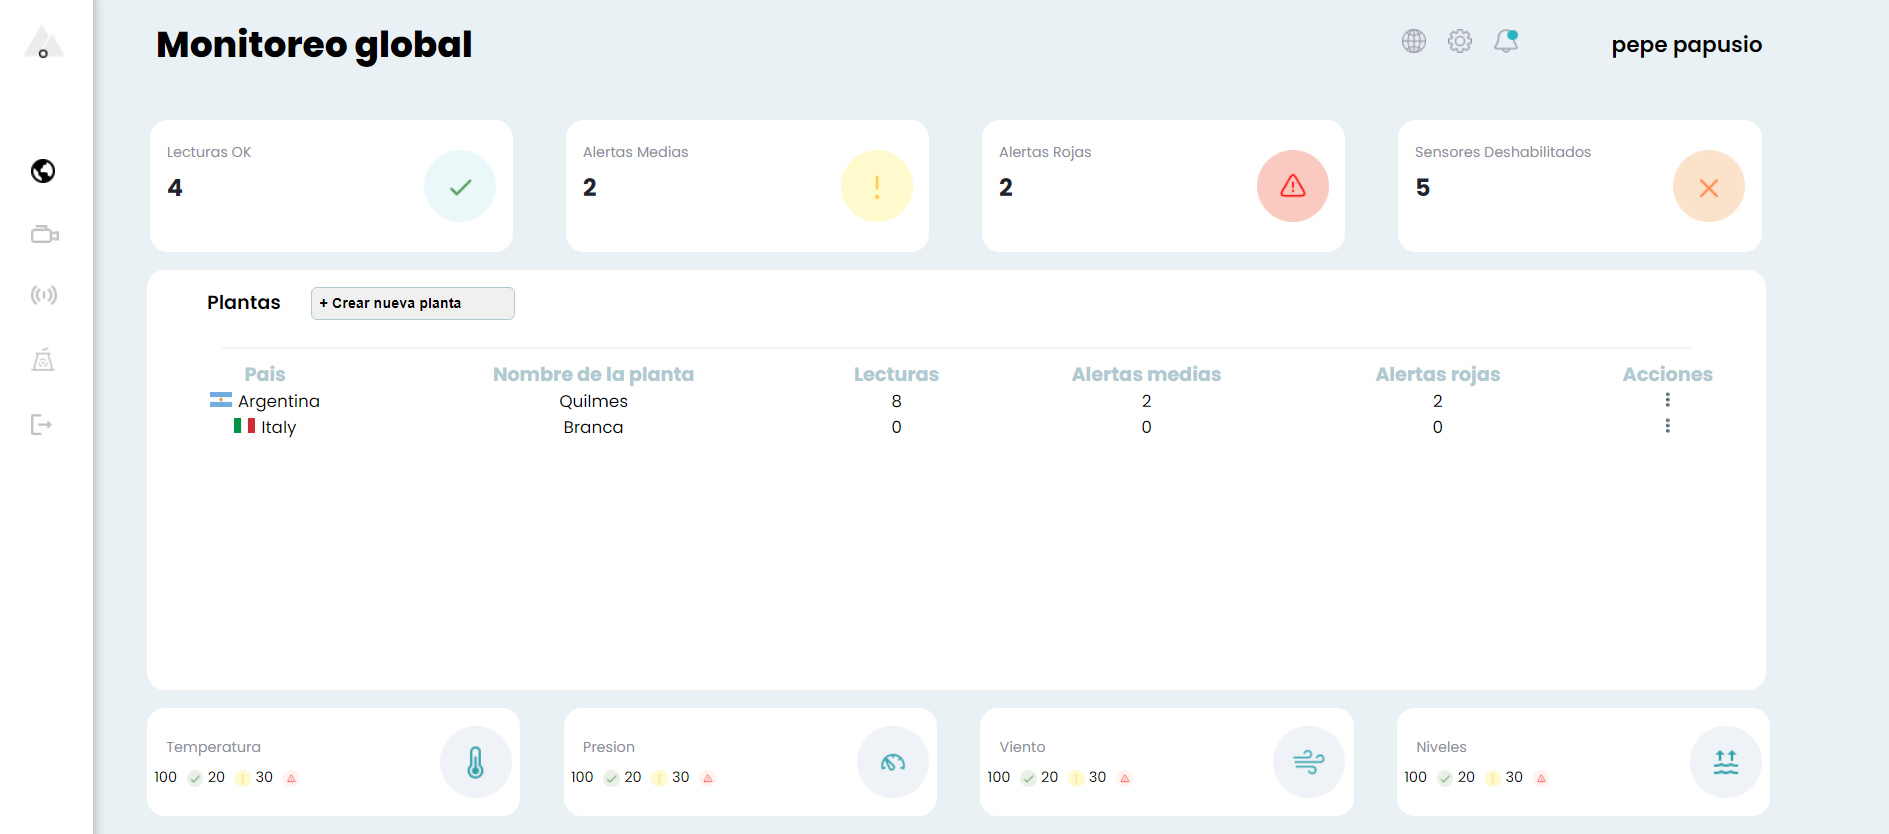 Monitoreo global
pepe papusio
Lecturas OK
4
Alertas Medias
2
Alertas Rojas
2
Sensores Deshabilitados
5
Plantas
+ Crear nueva planta
Pais Nombre de la planta Lecturas Alertas medias Alertas rojas Acciones
Argentina Quilmes 8 2 2
Italy Branca 0 0 0
Temperatura
100 20 30
Presion
100 20 30
Viento
100 20 30
Niveles
100 20 30